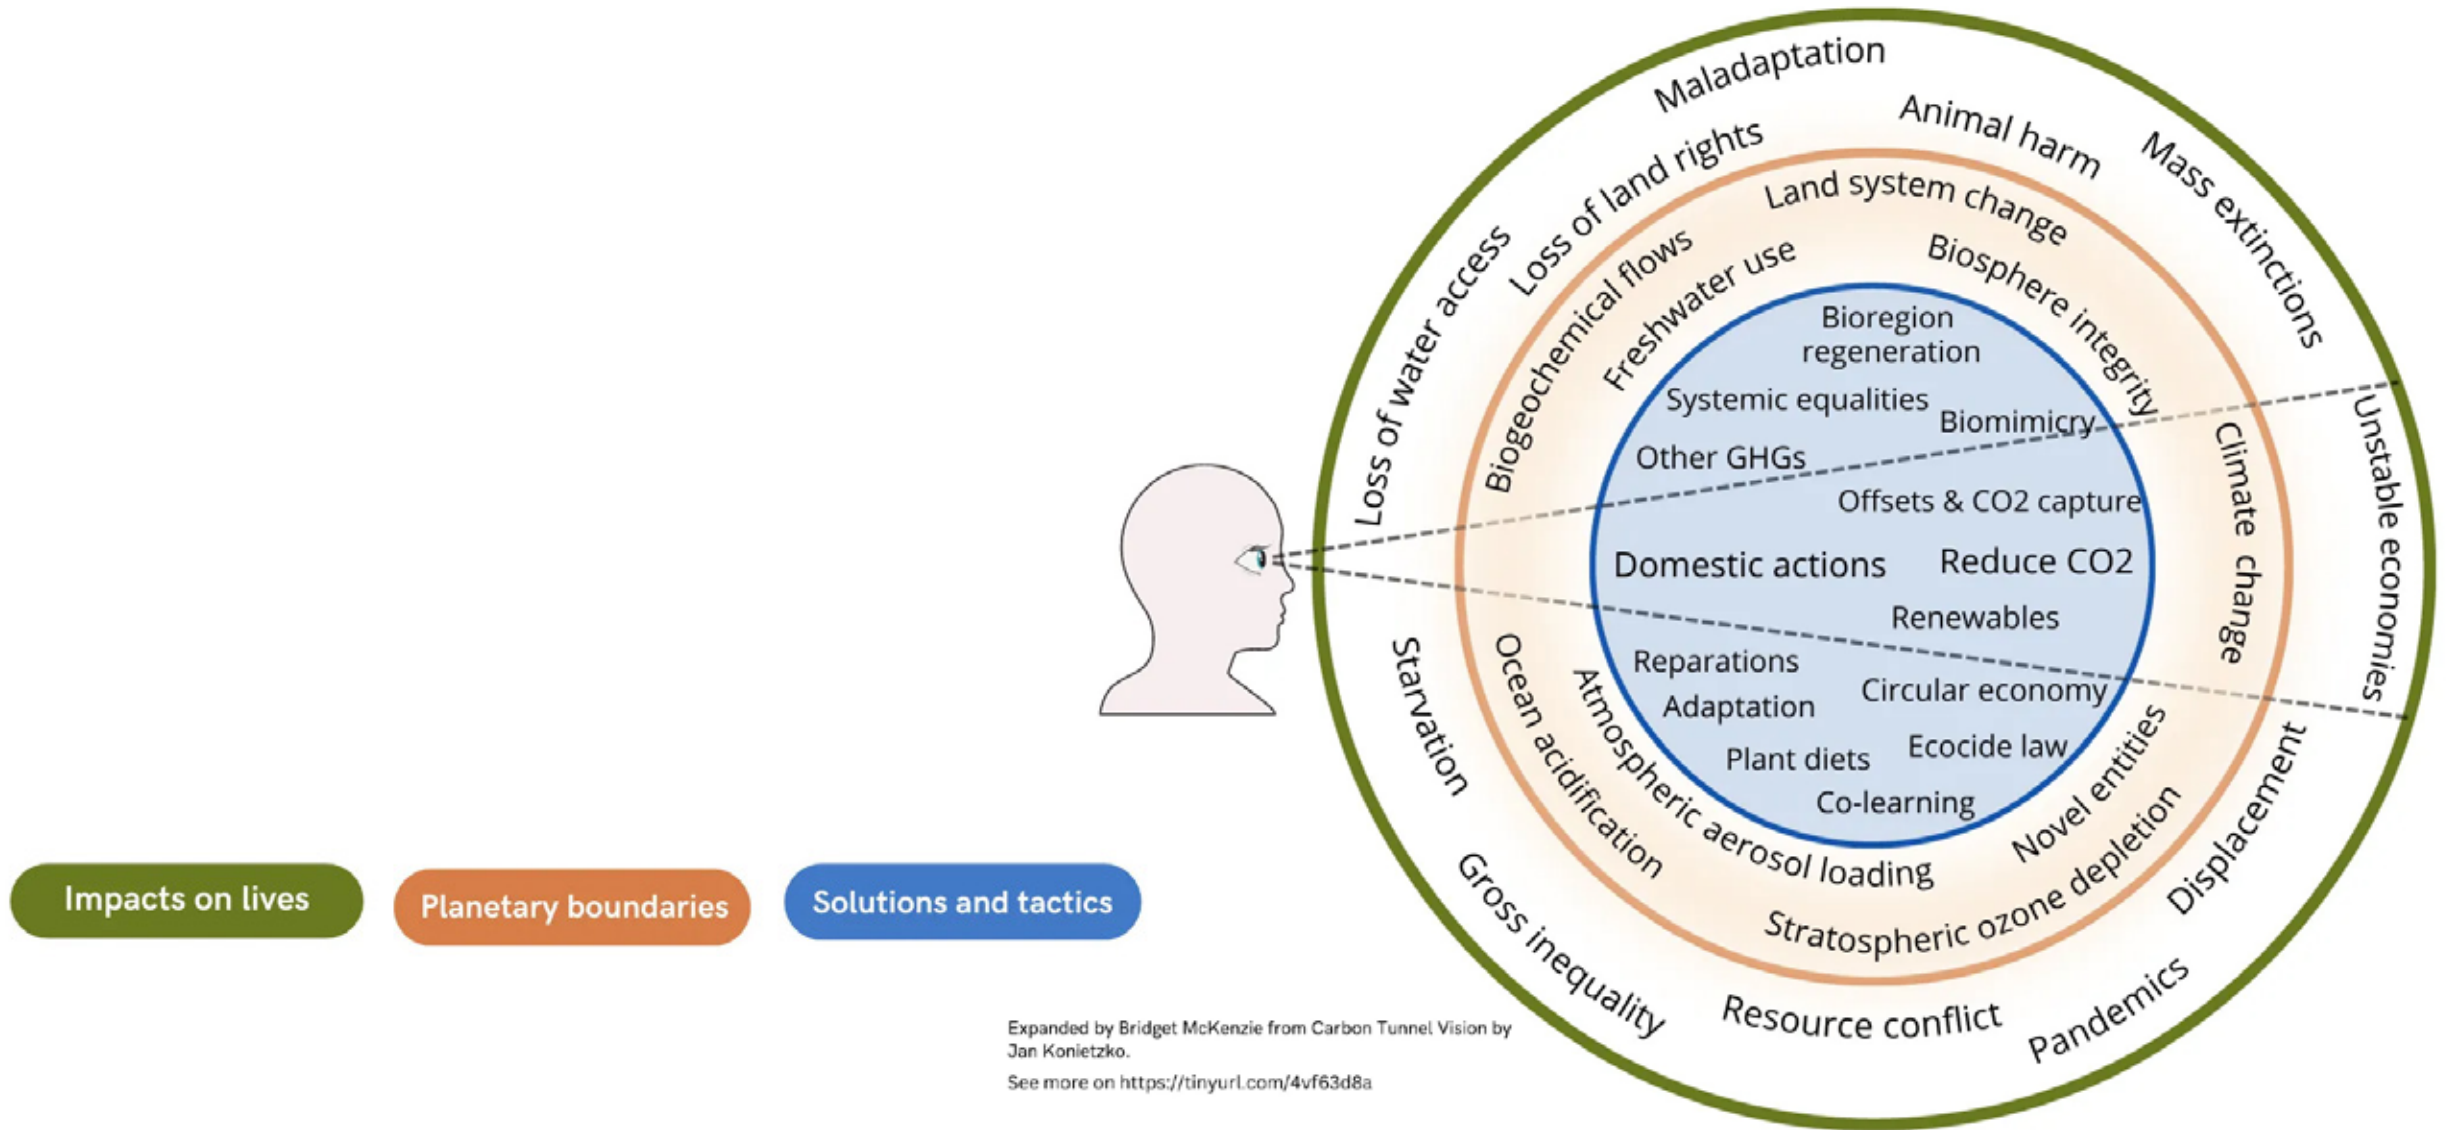 Maladaptation
Animal harm
Mass extinctions
Loss of land rights
Loss of water access
Unstable economies
Starvation
Gross inequality
Resource conflict
Pandemics
Displacement
Land system change
Biosphere integrity
Biogeochemical flows
Freshwater use
Climate change
Ocean acidification
Atmospheric aerosol loading
Novel entities
Stratospheric ozone depletion
Bioregion
regeneration
Systemic equalities
Biomimicry
Other GHGs
Offsets & CO2 capture
Domestic actions
Reduce CO2
Renewables
Reparations
Circular economy
Adaptation
Plant diets
Ecocide law
Co-learning
Impacts on lives
Planetary boundaries
Solutions and tactics
Expanded by Bridget McKenzie from Carbon Tunnel Vision by
Jan Konietzko.
See more on https://tinyurl.com/4vf63d8a